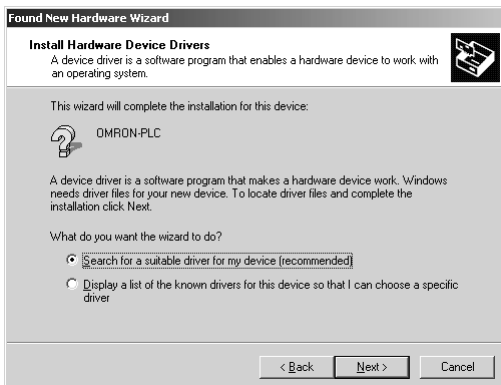 Found New Hardware Wizard
Install Hardware Device Drivers
A device driver is a software program that enables a hardware device to work with
an operating system.
This wizard will complete the installation for this device:
OMRON-PLC
A device driver is a software program that makes a hardware device work. Windows
needs driver files for your new device. To locate driver files and complete the
installation click Next.
What do you want the wizard to do?
Search for a suitable driver for my device (recommended)
Display a list of the known drivers for this device so that I can choose a specific
driver
< Back Next > Cancel